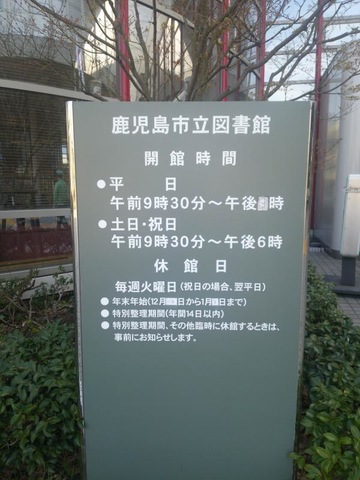 鹿児島市立図書館
開館時間
●平　日
午前9時30分～午後時
●土日・祝日
午前9時30分～午後6時
休館日
毎週火曜日(祝日の場合、翌平日)
●年末年始(12月日から1月日まで)
●特別整理期間(年間14日以内)
●特別整理期間、その他臨時に休館するときは、
事前にお知らせします。